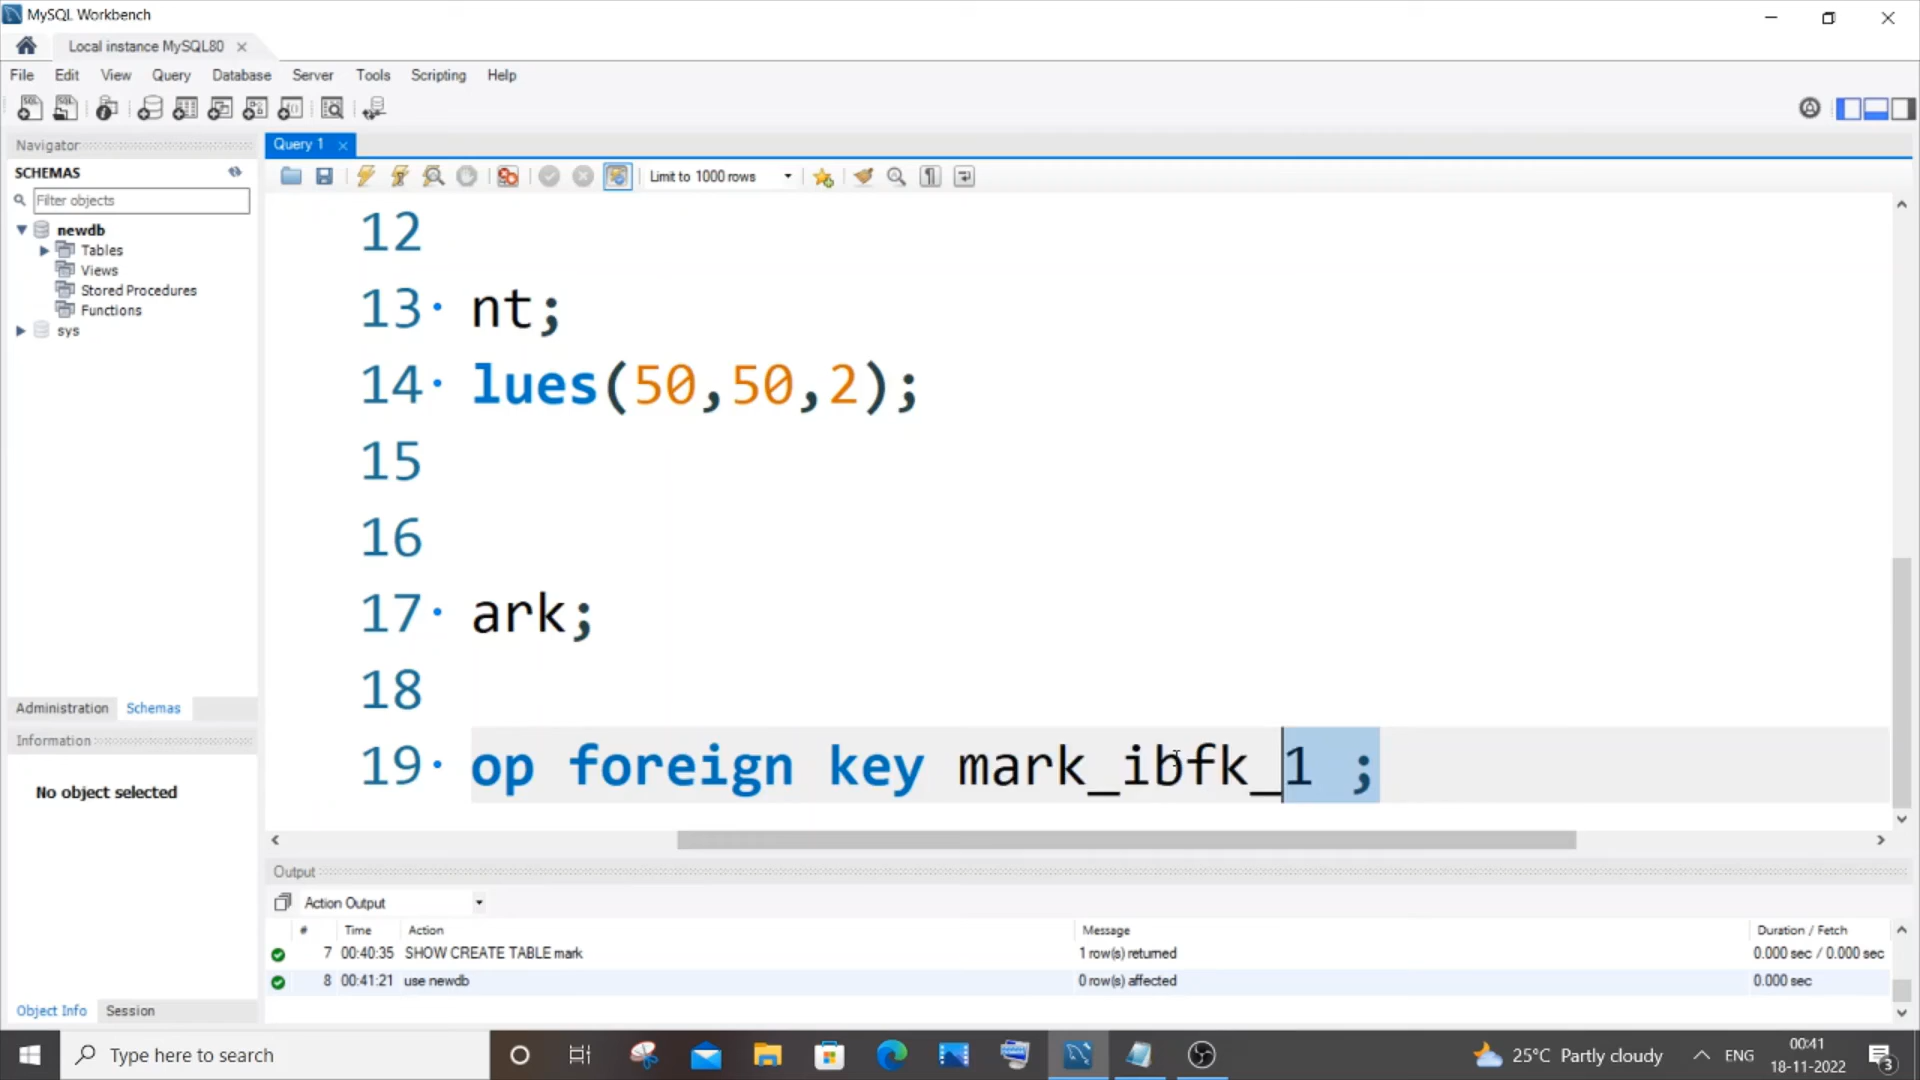 MySQL Workbench
Local instance MySQL80
File Edit View Query Database Server Tools Scripting Help
Navigator
SCHEMAS
Filter objects
newdb
Tables
Views
Stored Procedures
Functions
sys
Administration Schemas
Information
No object selected
Object Info Session
Query 1
Limit to 1000 rows
12
13 nt;
14 lues(50,50,2);
15
16
17 ark;
18
19 op foreign key mark_ibfk_1 ;
Output
Action Output
# Time Action Message Duration / Fetch
7 00:40:35 SHOW CREATE TABLE mark 1 row(s) returned 0.000 sec / 0.000 sec
8 00:41:21 use newdb 0 row(s) affected 0.000 sec
Type here to search
25°C Partly cloudy
ENG
00:41
18-11-2022
3